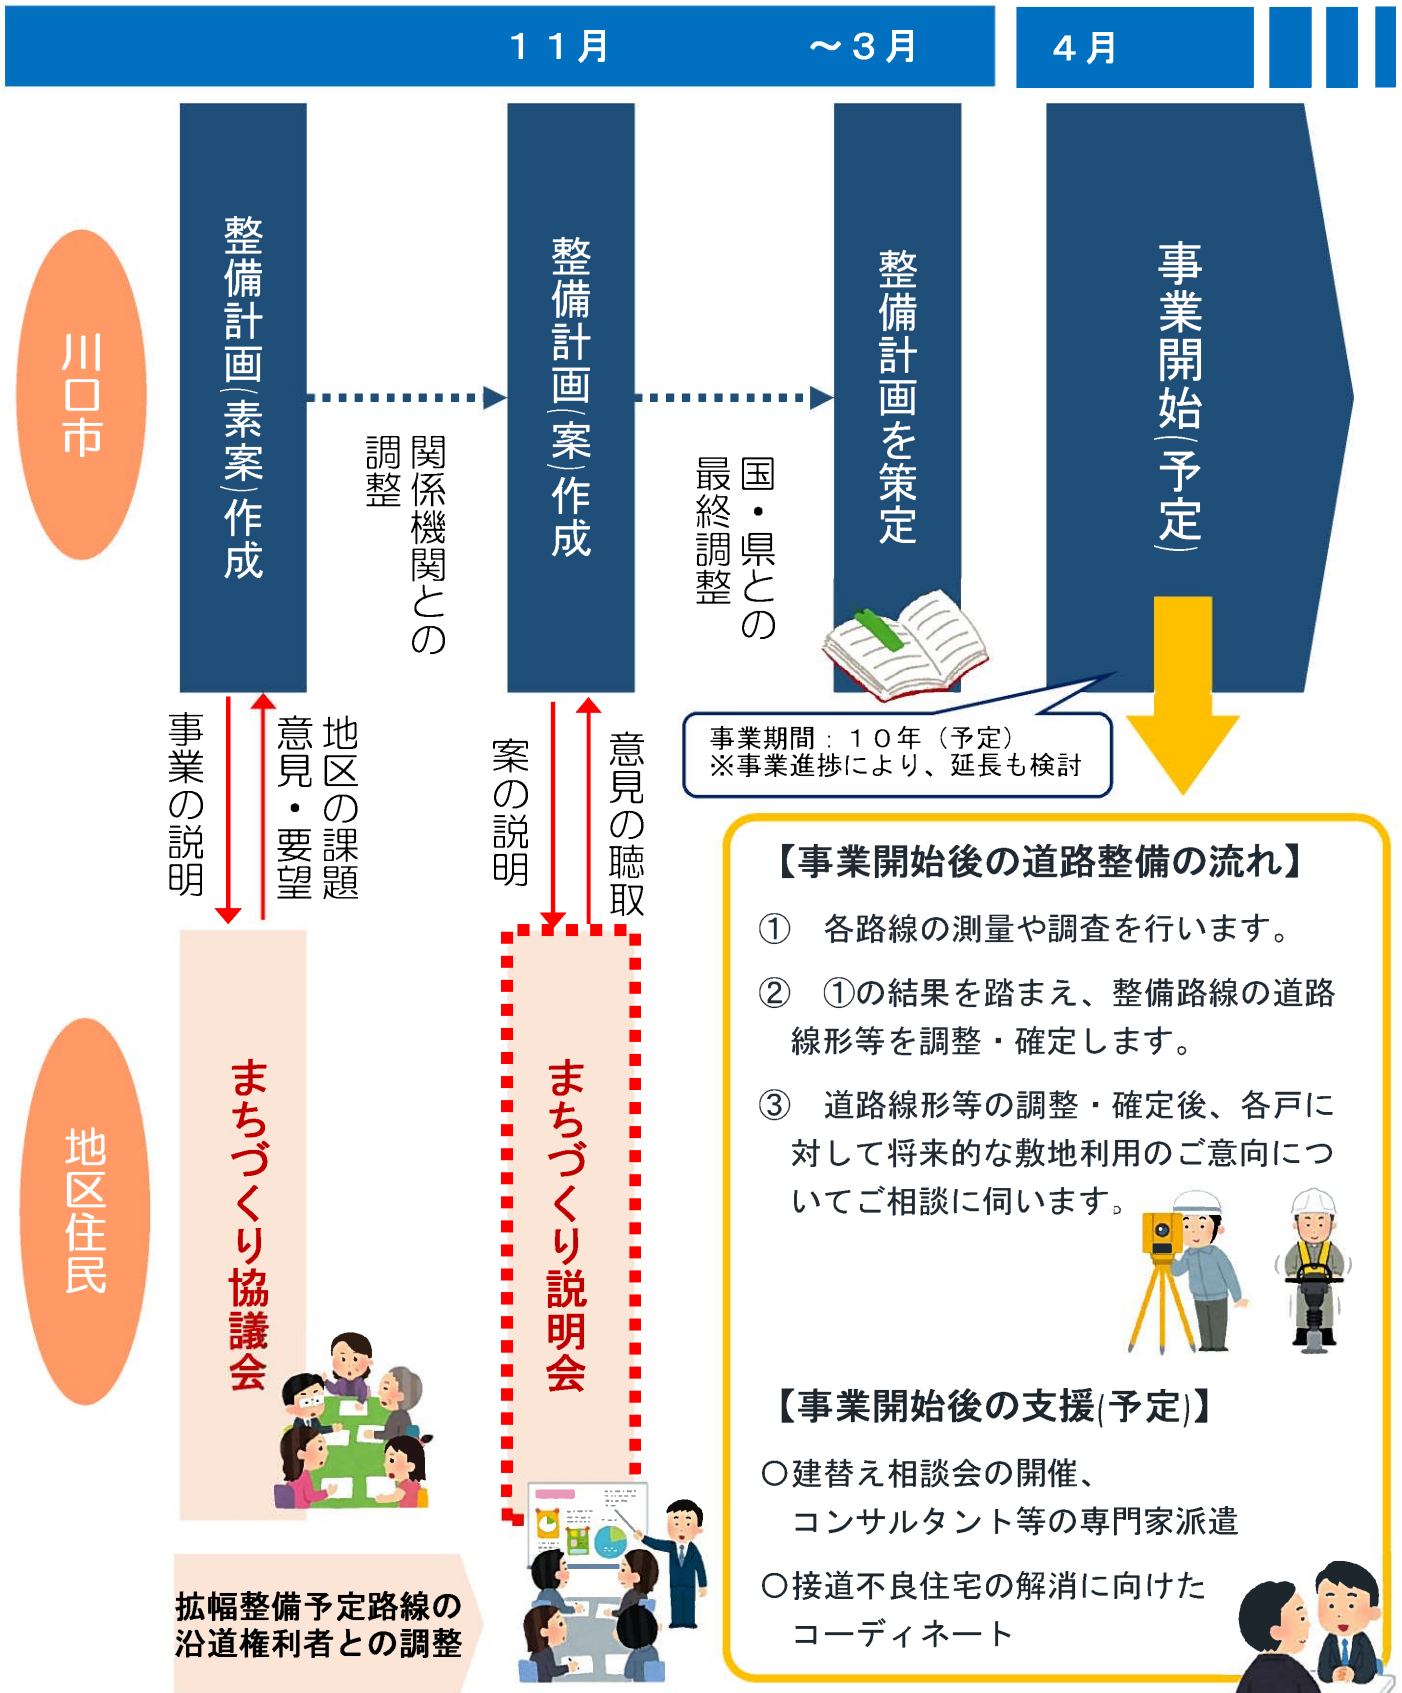 11月
～3月
4月
川口市
整備計画(素案)作成
関係機関との
調整
整備計画(案)作成
国・県との
最終調整
整備計画を策定
事業開始(予定)
事業の説明
地区の課題
意見・要望
案の説明
意見の聴取
事業期間：10年（予定）
※事業進捗により、延長も検討
地区住民
まちづくり協議会
まちづくり説明会
拡幅整備予定路線の
沿道権利者との調整
【事業開始後の道路整備の流れ】
① 各路線の測量や調査を行います。
② ①の結果を踏まえ、整備路線の道路
線形等を調整・確定します。
③ 道路線形等の調整・確定後、各戸に
対して将来的な敷地利用のご意向につ
いてご相談に伺います。
【事業開始後の支援(予定)】
○建替え相談会の開催、
コンサルタント等の専門家派遣
○接道不良住宅の解消に向けた
コーディネート